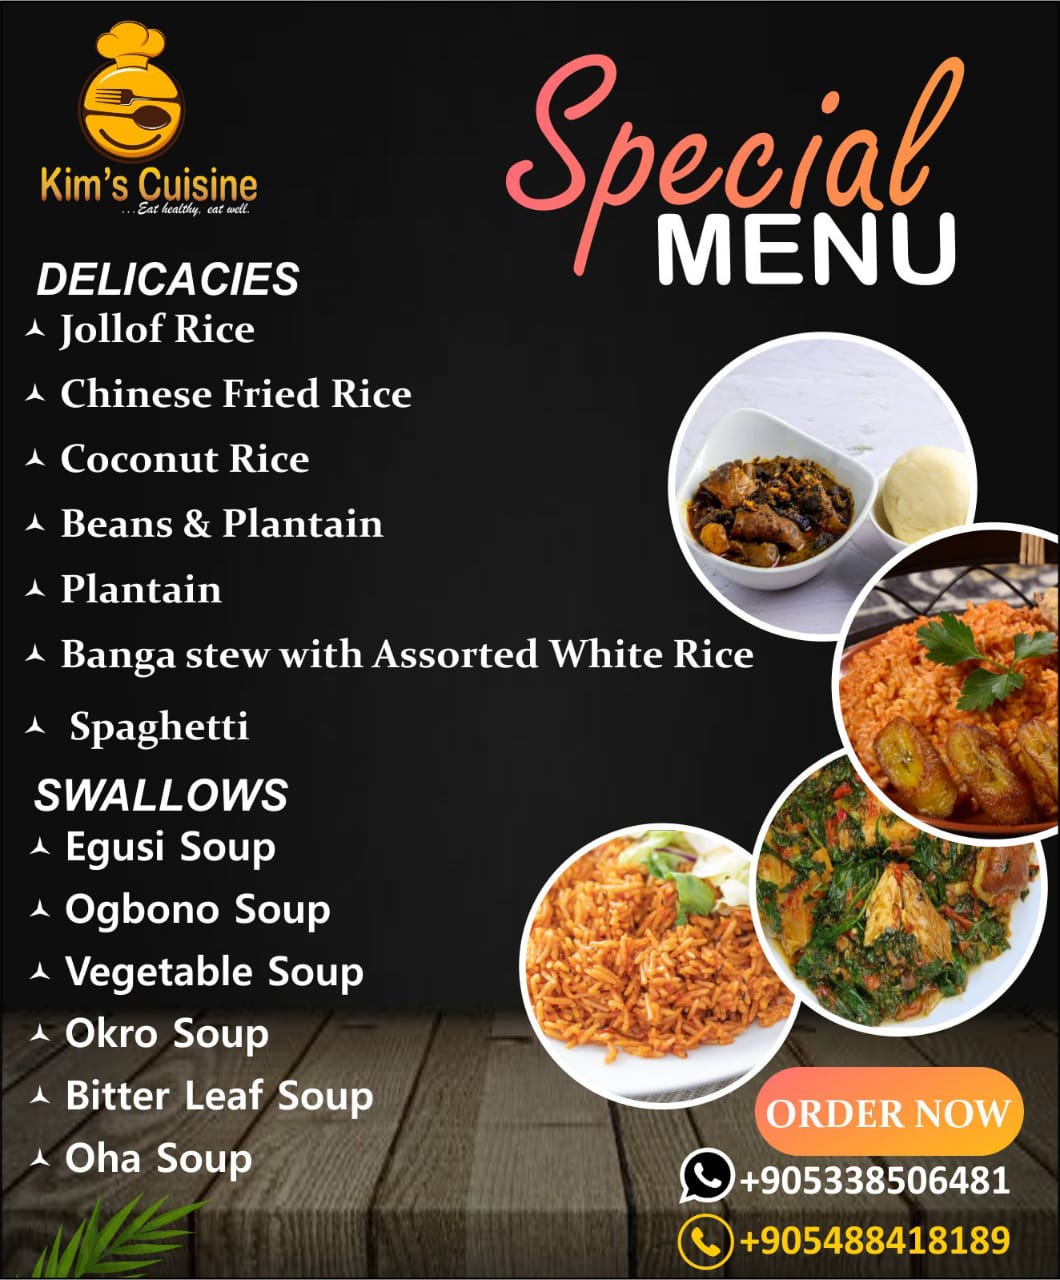 Kim's Cuisine
...Eat healthy, eat well.
Special
MENU
DELICACIES
Jollof Rice
Chinese Fried Rice
Coconut Rice
Beans & Plantain
Plantain
Banga stew with Assorted White Rice
Spaghetti
SWALLOWS
Egusi Soup
Ogbono Soup
Vegetable Soup
Okro Soup
Bitter Leaf Soup
Oha Soup
ORDER NOW
+905338506481
+905488418189